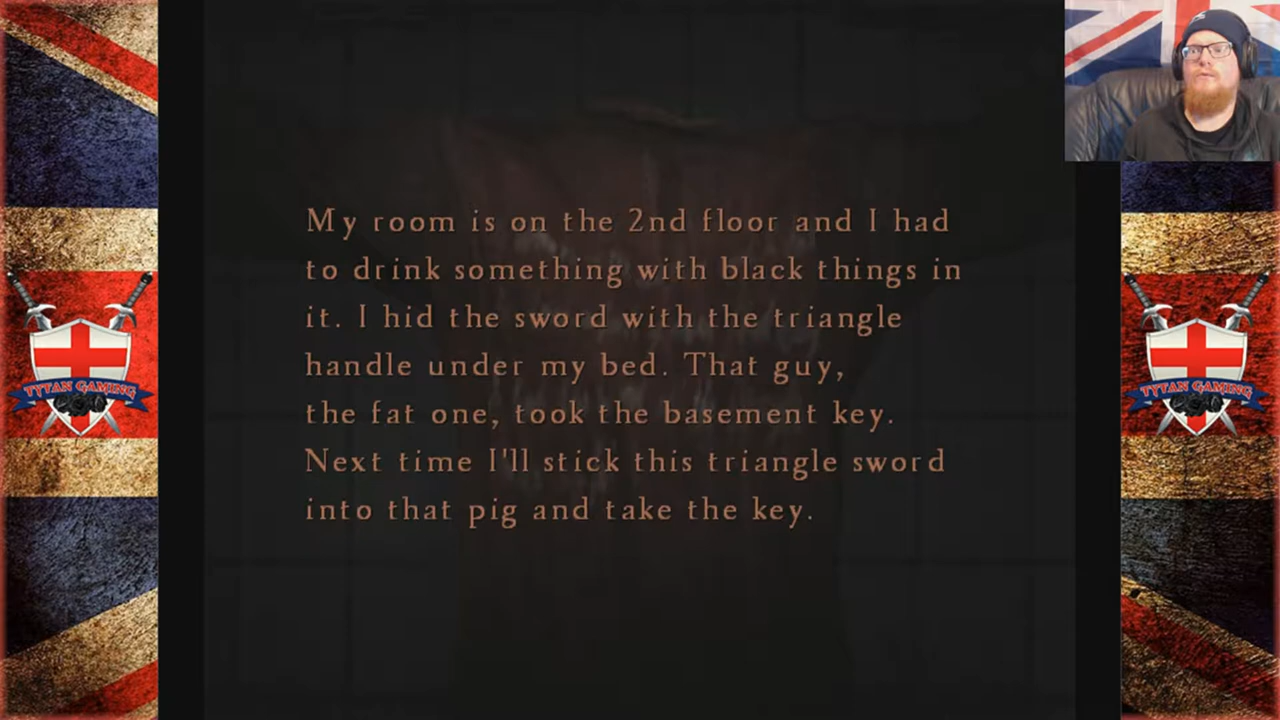 My room is on the 2nd floor and I had
to drink something with black things in
it. I hid the sword with the triangle
handle under my bed. That guy,
the fat one, took the basement key.
Next time I'll stick this triangle sword
into that pig and take the key.
TYTAN GAMING
TYTAN GAMING